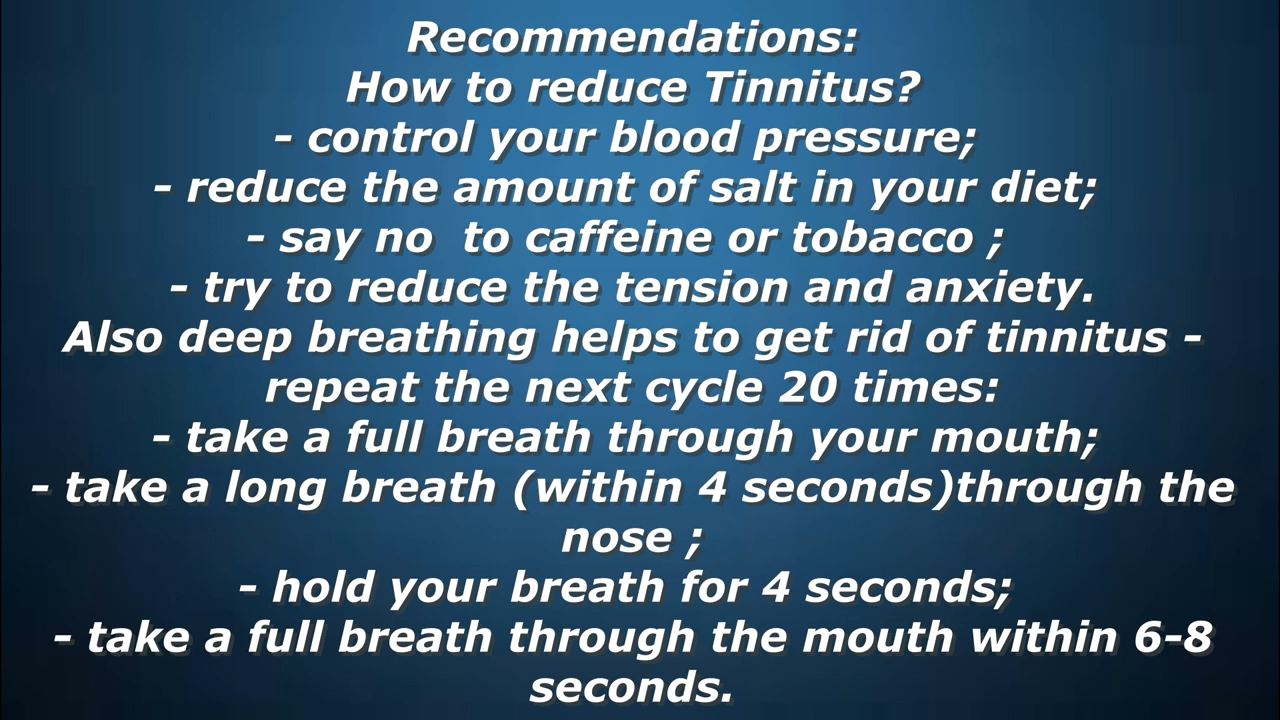 Recommendations:
How to reduce Tinnitus?
- control your blood pressure;
- reduce the amount of salt in your diet;
- say no  to caffeine or tobacco ;
- try to reduce the tension and anxiety.
Also deep breathing helps to get rid of tinnitus -
repeat the next cycle 20 times:
- take a full breath through your mouth;
- take a long breath (within 4 seconds)through the
nose ;
- hold your breath for 4 seconds;
- take a full breath through the mouth within 6-8
seconds.